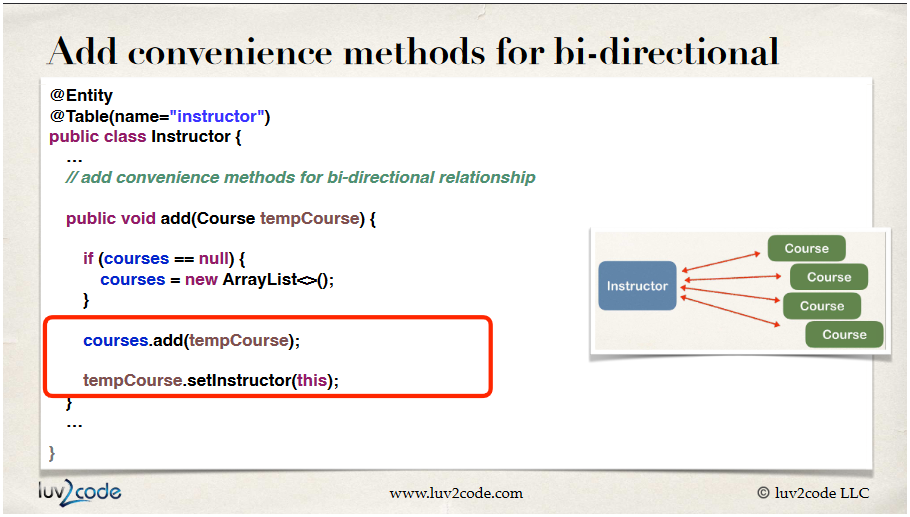 Add convenience methods for bi-directional
@Entity
@Table(name="instructor")
public class Instructor {
…
// add convenience methods for bi-directional relationship
public void add(Course tempCourse) {
if (courses == null) {
courses = new ArrayList<>();
}
courses.add(tempCourse);
tempCourse.setInstructor(this);
}
…
}
Instructor
Course
Course
Course
Course
luv2code
www.luv2code.com
© luv2code LLC